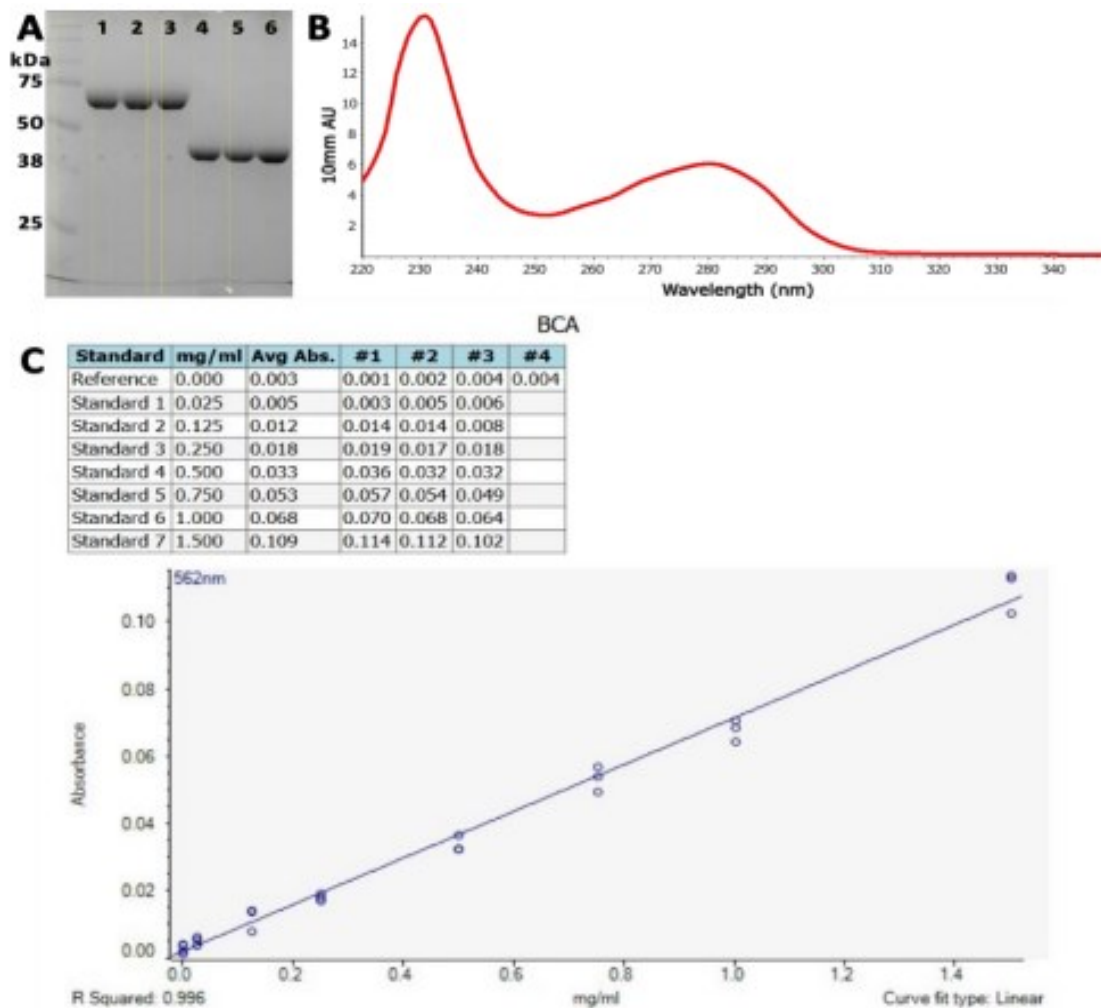 A
kDa
1 2 3 4 5 6
75
50
38
25
B
10mm AU
14
12
10
8
6
4
2
220 230 240 250 260 270 280 290 300 310 320 330 340
Wavelength (nm)
BCA
C
Standard mg/ml Avg Abs. #1 #2 #3 #4
Reference 0.000 0.003 0.001 0.002 0.004 0.004
Standard 1 0.025 0.005 0.003 0.005 0.006
Standard 2 0.125 0.012 0.014 0.014 0.008
Standard 3 0.250 0.018 0.019 0.017 0.018
Standard 4 0.500 0.033 0.036 0.032 0.032
Standard 5 0.750 0.053 0.057 0.054 0.049
Standard 6 1.000 0.068 0.070 0.068 0.064
Standard 7 1.500 0.109 0.114 0.112 0.102
562nm
Absorbance
0.10
0.06
0.04
0.02
0.00
0.0 0.2 0.4 0.6 0.8 1.0 1.2 1.4
R Squared: 0.996 mg/ml Curve fit type: Linear